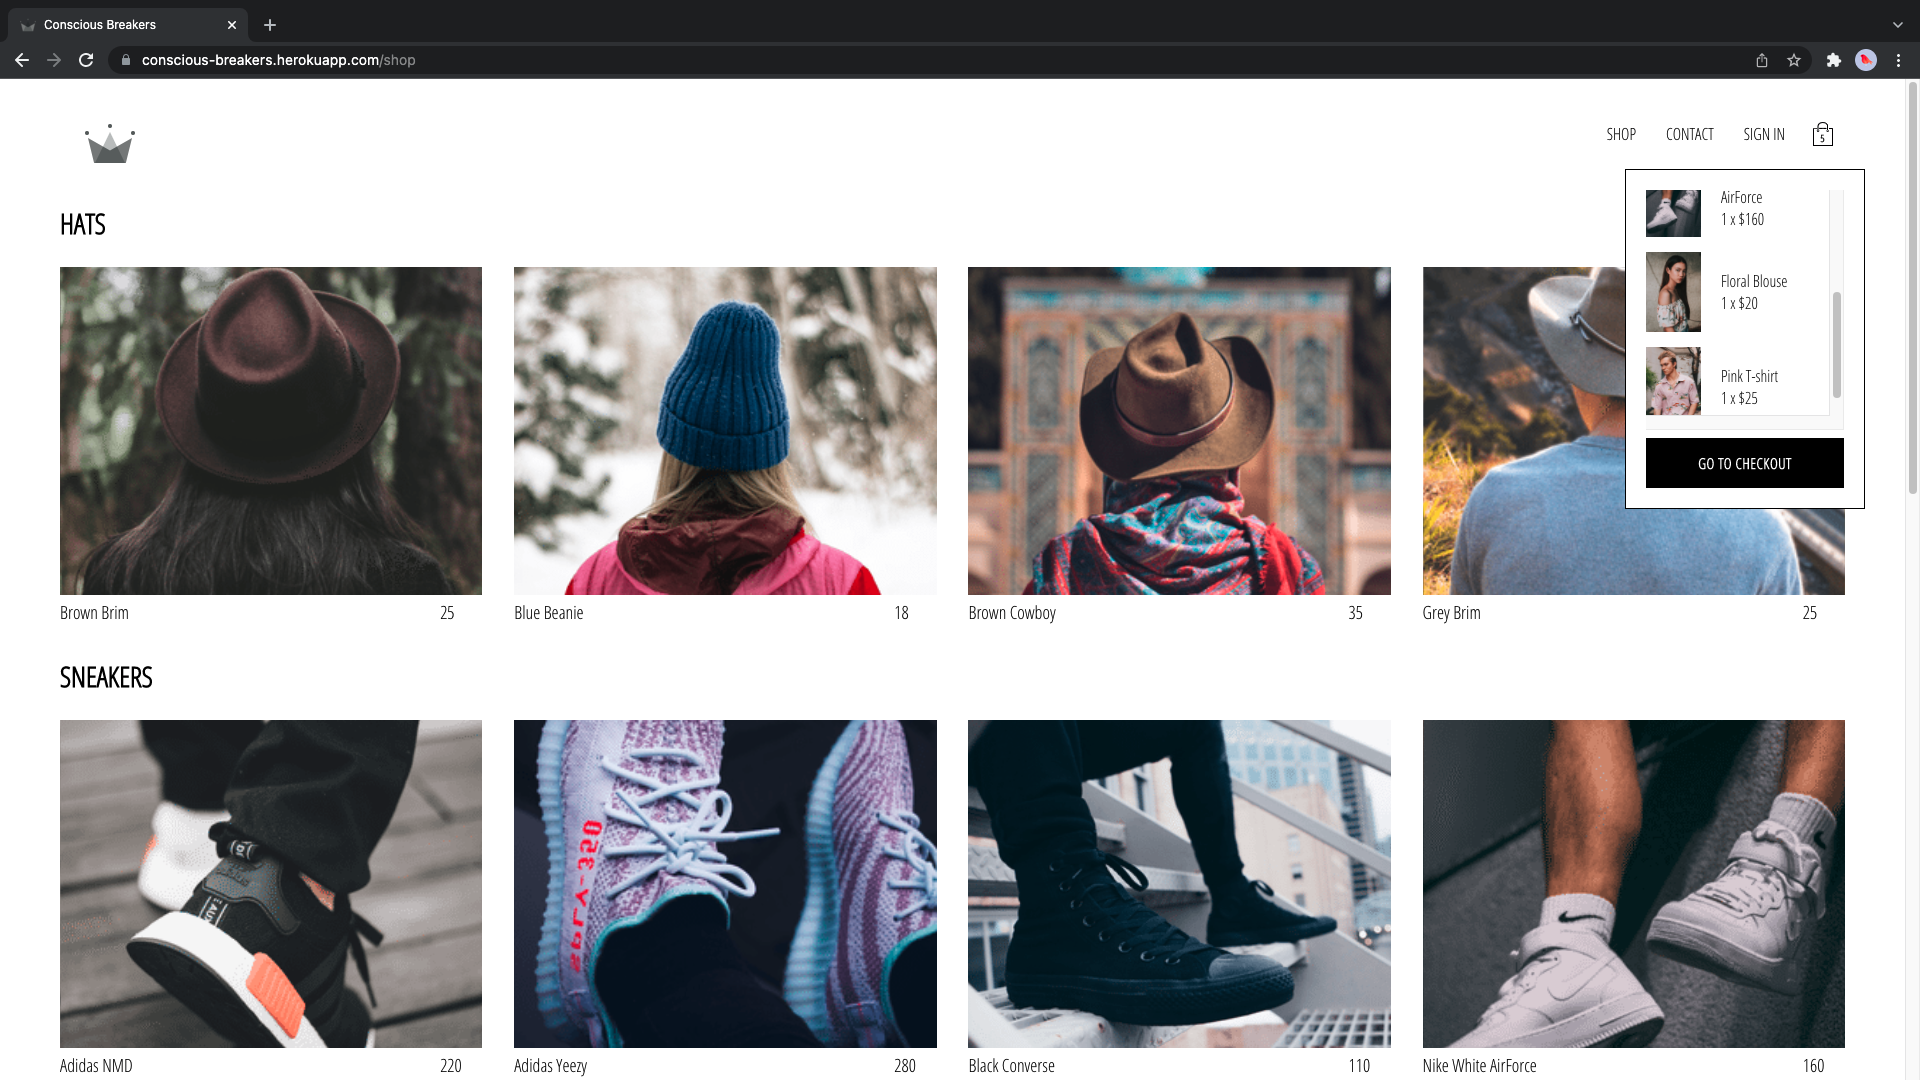 Conscious Breakers
conscious-breakers.herokuapp.com/shop
SHOP CONTACT SIGN IN 5
AirForce
1 x $160
Floral Blouse
1 x $20
Pink T-shirt
1 x $25
GO TO CHECKOUT
HATS
Brown Brim 25
Blue Beanie 18
Brown Cowboy 35
Grey Brim 25
SNEAKERS
Adidas NMD 220
Adidas Yeezy 280
Black Converse 110
Nike White AirForce 160